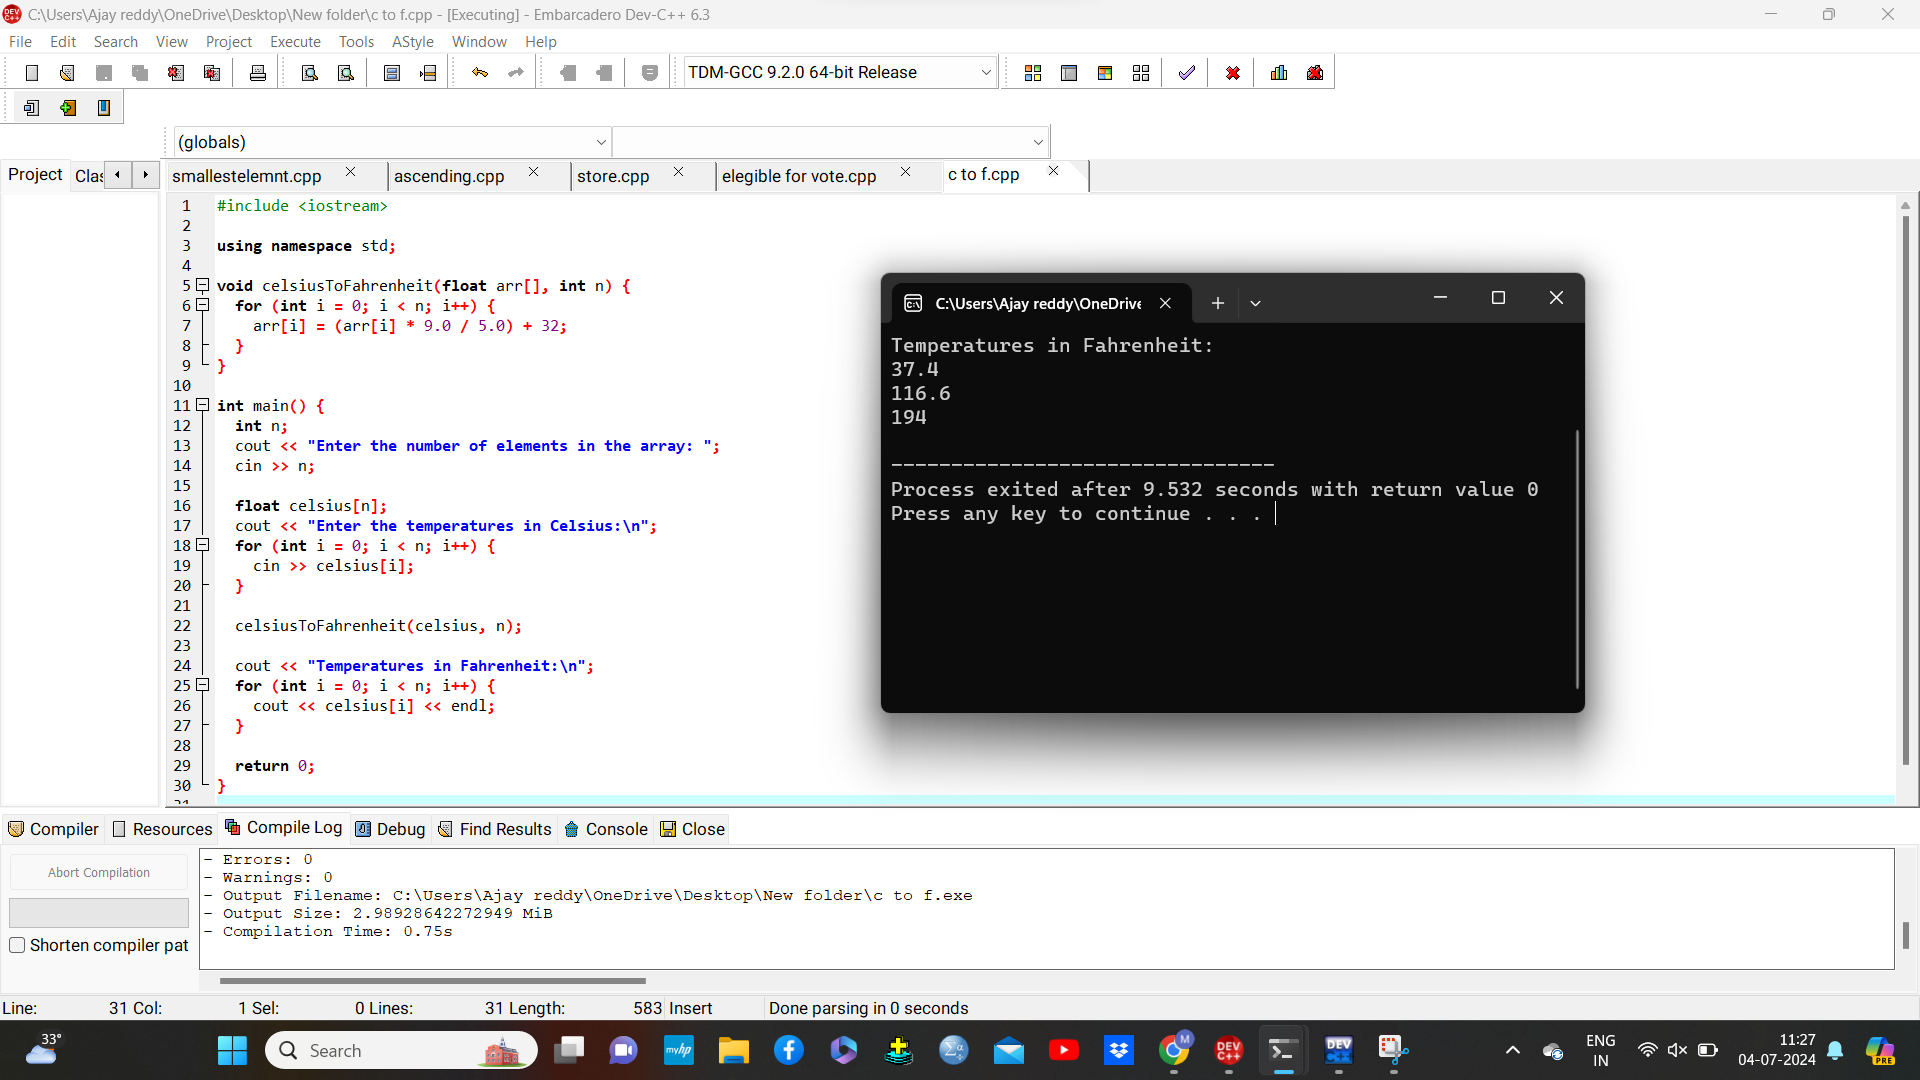 C:\Users\Ajay reddy\OneDrive\Desktop\New folder\c to f.cpp - [Executing] - Embarcadero Dev-C++ 6.3
File Edit Search View Project Execute Tools AStyle Window Help
TDM-GCC 9.2.0 64-bit Release
(globals)
Project Clas smallestelemnt.cpp ascending.cpp store.cpp elegible for vote.cpp c to f.cpp
1 #include <iostream>
2
3 using namespace std;
4
5 void celsiusToFahrenheit(float arr[], int n) {
6 for (int i = 0; i < n; i++) {
7 arr[i] = (arr[i] * 9.0 / 5.0) + 32;
8 }
9 }
10
11 int main() {
12 int n;
13 cout << "Enter the number of elements in the array: ";
14 cin >> n;
15
16 float celsius[n];
17 cout << "Enter the temperatures in Celsius:\n";
18 for (int i = 0; i < n; i++) {
19 cin >> celsius[i];
20 }
21
22 celsiusToFahrenheit(celsius, n);
23
24 cout << "Temperatures in Fahrenheit:\n";
25 for (int i = 0; i < n; i++) {
26 cout << celsius[i] << endl;
27 }
28
29 return 0;
30 }
31
C:\Users\Ajay reddy\OneDrive
Temperatures in Fahrenheit:
37.4
116.6
194
--------------------------------
Process exited after 9.532 seconds with return value 0
Press any key to continue . . .
Compiler Resources Compile Log Debug Find Results Console Close
Abort Compilation
Shorten compiler pat
- Errors: 0
- Warnings: 0
- Output Filename: C:\Users\Ajay reddy\OneDrive\Desktop\New folder\c to f.exe
- Output Size: 2.98928642272949 MiB
- Compilation Time: 0.75s
Line: 31 Col: 1 Sel: 0 Lines: 31 Length: 583 Insert Done parsing in 0 seconds
33°
Search
myhp
M
DEV C++
DEV C++
ENG
IN
11:27
04-07-2024
PRE